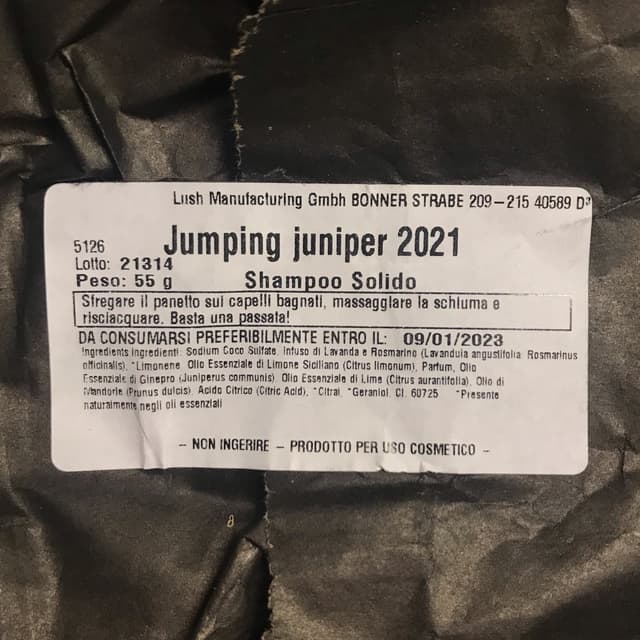 Lush Manufacturing Gmbh BONNER STRABE 209-215 40589 D
Jumping juniper 2021
5126
Lotto: 21314
Peso: 55 g
Shampoo Solido
Sfregare il panetto sui capelli bagnati, massaggiare la schiuma e
risciacquare. Basta una passata!
DA CONSUMARSI PREFERIBILMENTE ENTRO IL: 09/01/2023
Ingredients ingredienti: Sodium Coco Sulfate, Infuso di Lavanda e Rosmarino (Lavandula angustifolia Rosmarinus
officinalis), *Limonene Olio Essenziale di Limone Siciliano (Citrus limonum), Parfum, Olio
Essenziale di Ginepro (Juniperus communis) Olio Essenziale di Lime (Citrus aurantifolia), Olio di
Mandorle (Prunus dulcis), Acido Citrico (Citric Acid), *Citral, *Geraniol, CI. 60725 *Presente
naturalmente negli oli essenziali
- NON INGERIRE - PRODOTTO PER USO COSMETICO -